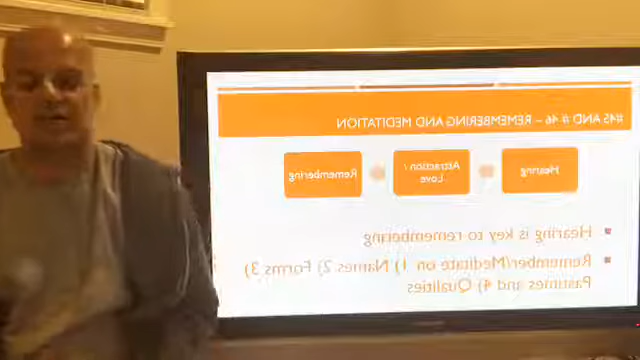 #45 AND # 46 – REMEMBERING AND MEDITATION
Hearing
Attraction /
Love
Remembering
Hearing is key to remembering
Remember/Meditate on 1) Names 2) Forms 3)
Pastimes and 4) Qualities